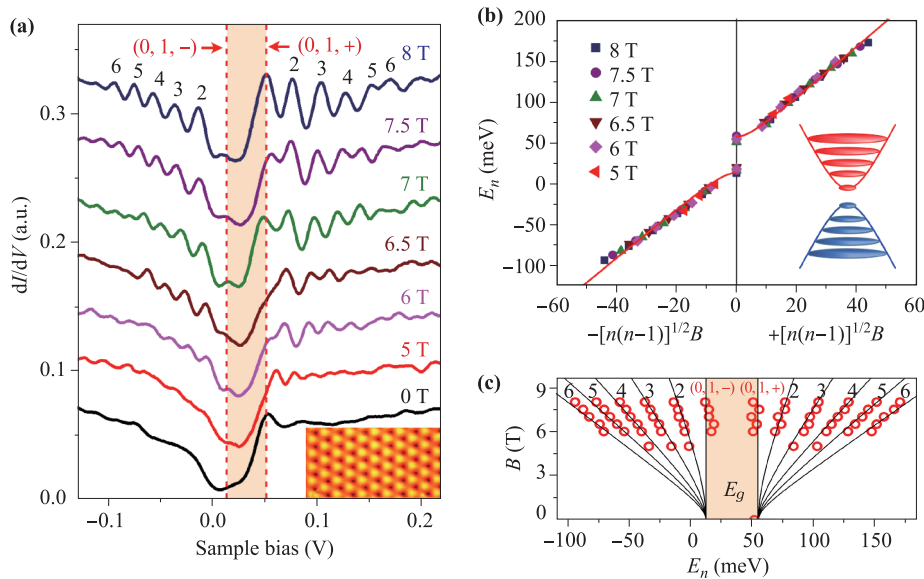 (a)
(0, 1, −)
(0, 1, +)
6 5 4 3 2
2 3 4 5 6
8 T
7.5 T
7 T
6.5 T
6 T
5 T
0 T
0.3
0.2
0.1
0.0
dI/dV (a.u.)
−0.1 0.0 0.1 0.2
Sample bias (V)
(b)
8 T
7.5 T
7 T
6.5 T
6 T
5 T
200
150
100
50
0
−50
−100
E_n (meV)
−60 −40 −20 0 20 40 60
−[n(n−1)]^{1/2}B
+[n(n−1)]^{1/2}B
(c)
6 5 4 3 2 (0, 1, −) (0, 1, +) 2 3 4 5 6
9
6
3
0
B (T)
E_g
−100 −50 0 50 100 150
E_n (meV)